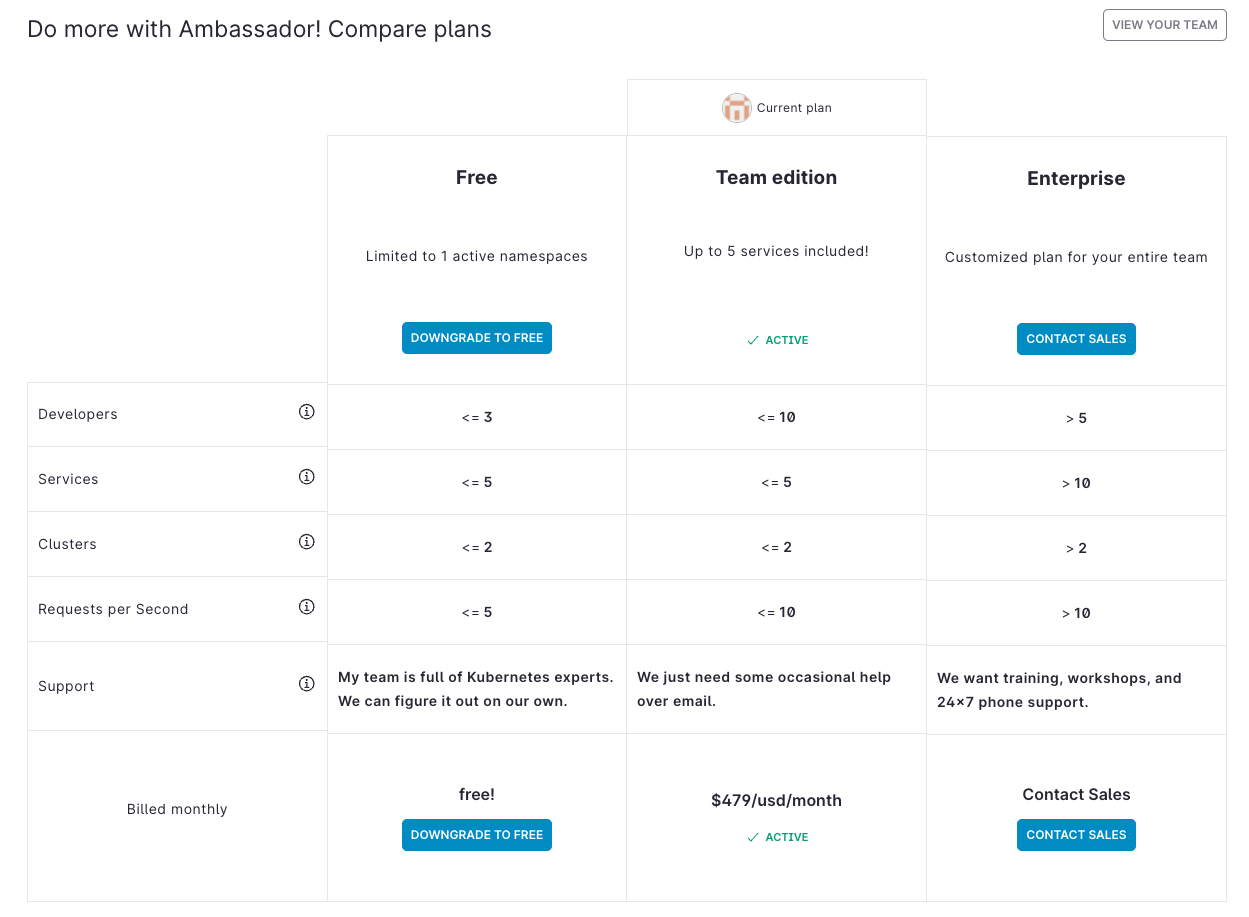 Do more with Ambassador! Compare plans
VIEW YOUR TEAM
Current plan
Free
Team edition
Enterprise
Limited to 1 active namespaces
Up to 5 services included!
Customized plan for your entire team
DOWNGRADE TO FREE
ACTIVE
CONTACT SALES
Developers
<= 3
<= 10
> 5
Services
<= 5
<= 5
> 10
Clusters
<= 2
<= 2
> 2
Requests per Second
<= 5
<= 10
> 10
Support
My team is full of Kubernetes experts.
We can figure it out on our own.
We just need some occasional help
over email.
We want training, workshops, and
24×7 phone support.
Billed monthly
free!
DOWNGRADE TO FREE
$479/usd/month
ACTIVE
Contact Sales
CONTACT SALES